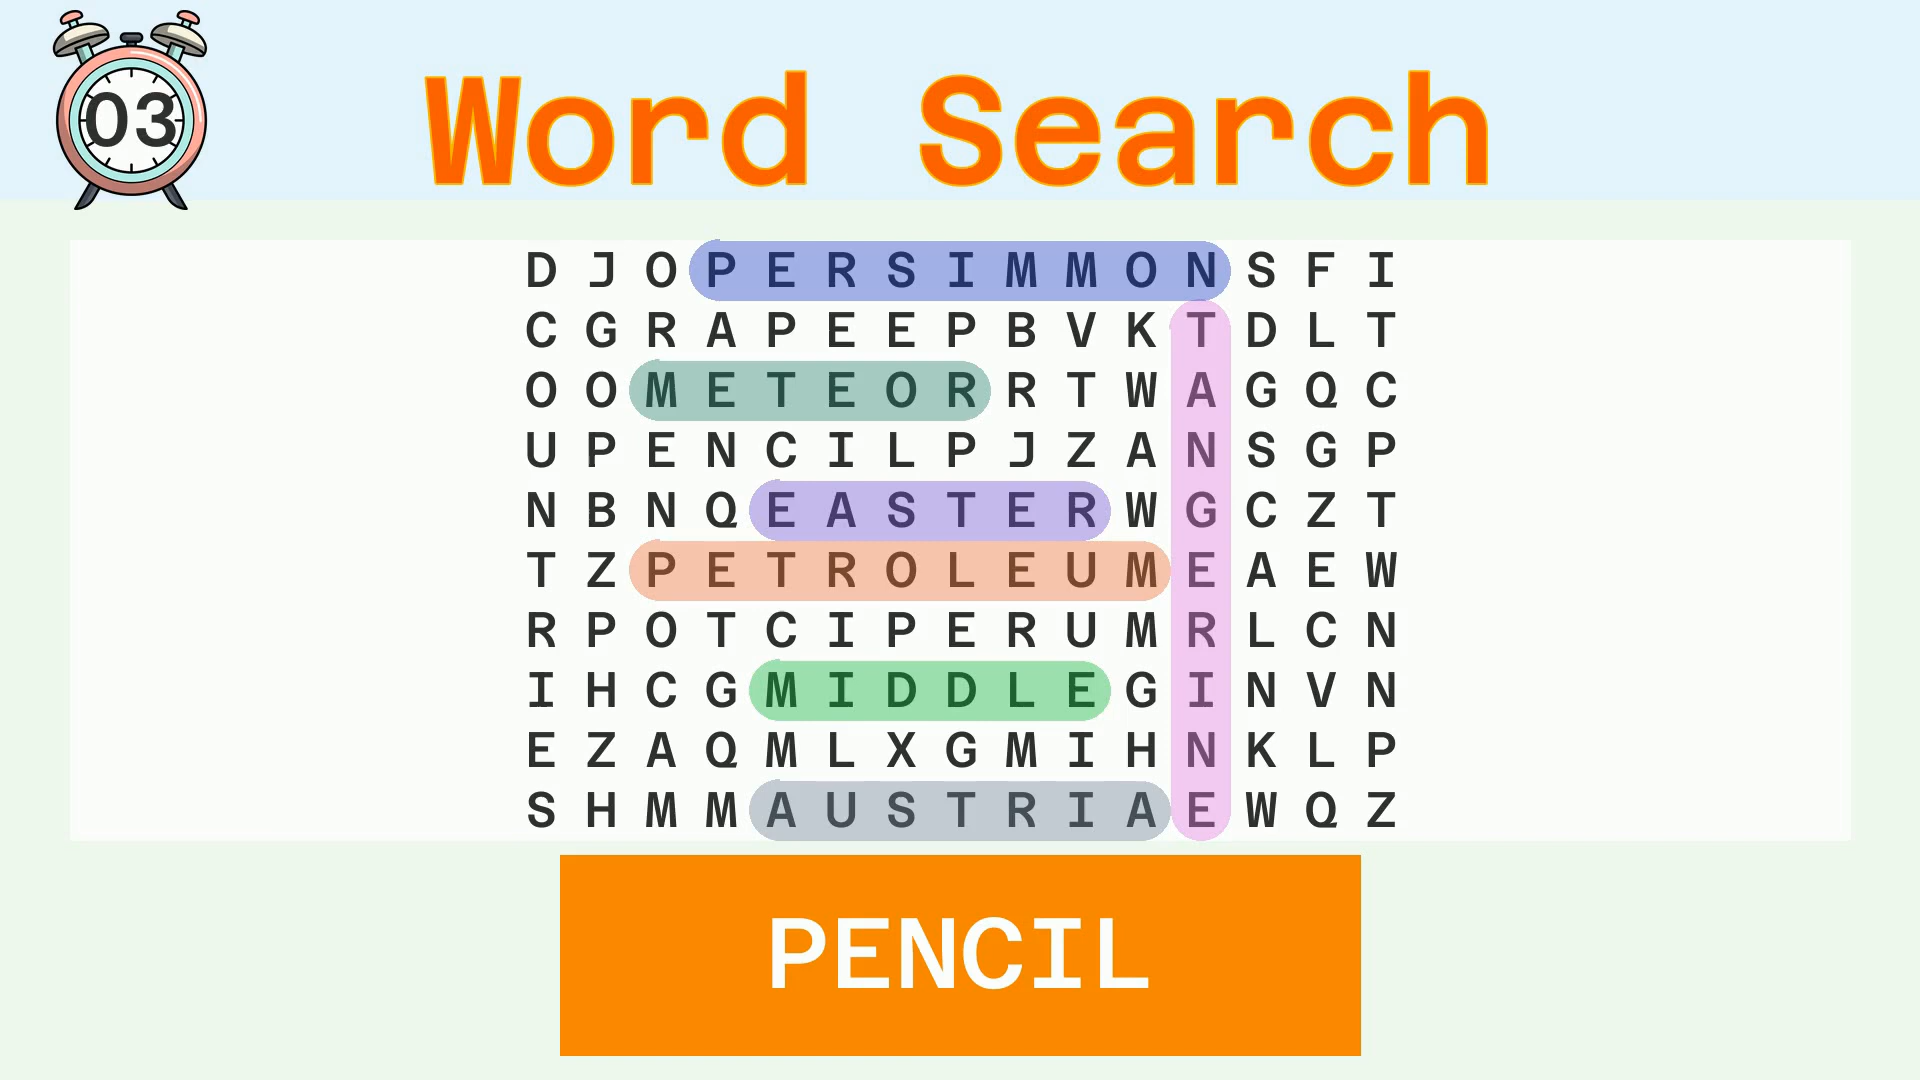 03
Word Search
D J O P E R S I M M O N S F I
C G R A P E E P B V K T D L T
O O M E T E O R R T W A G Q C
U P E N C I L P J Z A N S G P
N B N Q E A S T E R W G C Z T
T Z P E T R O L E U M E A E W
R P O T C I P E R U M R L C N
I H C G M I D D L E G I N V N
E Z A Q M L X G M I H N K L P
S H M M A U S T R I A E W Q Z
PENCIL